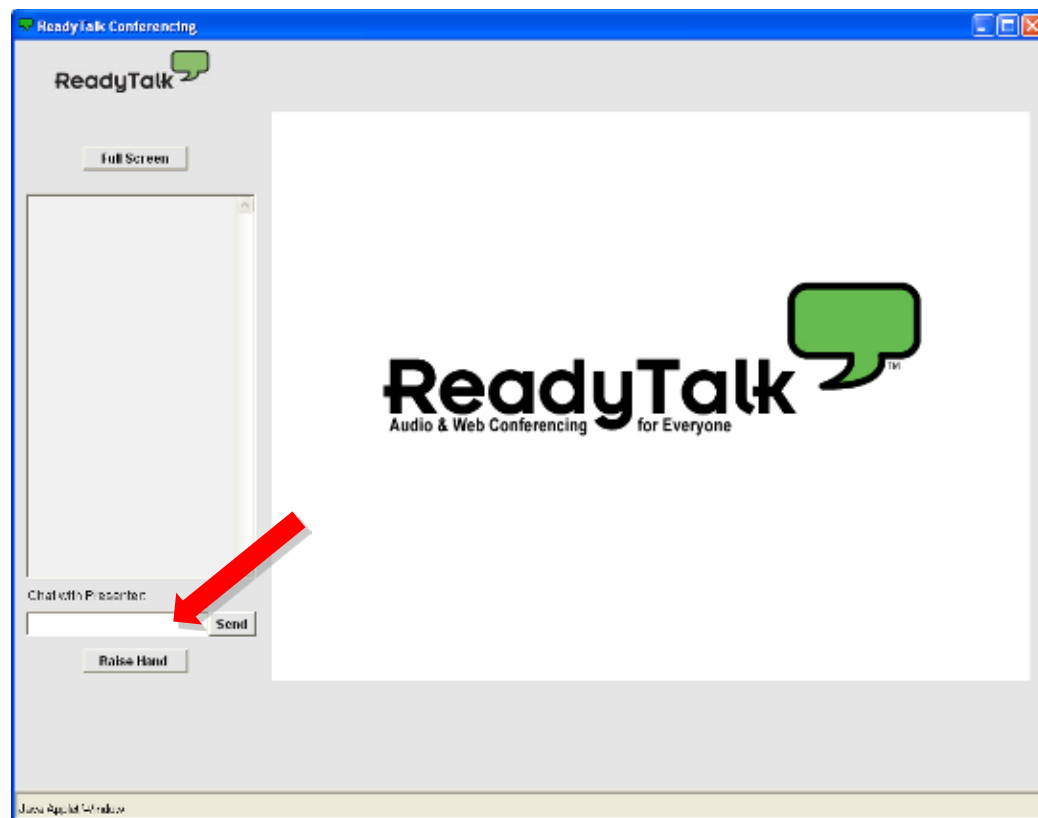 ReadyTalk Conferencing
ReadyTalk
Full Screen
ReadyTalk
TM
Audio & Web Conferencing for Everyone
Chat with Presenter:
Send
Raise Hand
Java Applet Window